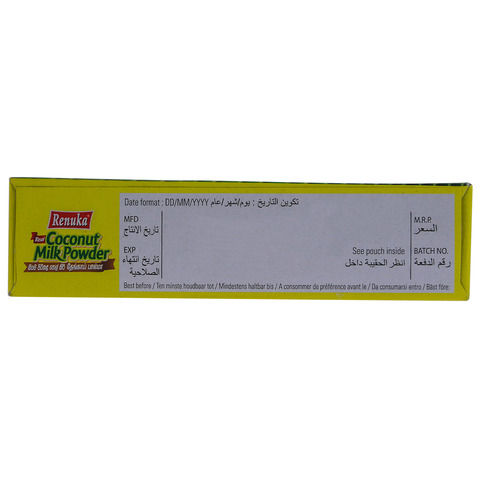 Renuka
Real
Coconut
Milk Powder
Date format : DD/MM/YYYY تكوين التاريخ : يوم/شهر/عام
MFD
تاريخ الانتاج
EXP
تاريخ انتهاء
الصلاحية
M.R.P.
السعر
See pouch inside
انظر الحقيبة داخل
BATCH NO.
رقم الدفعة
Best before / Ten minste houdbaar tot / Mindestens haltbar bis / A consommer de préférence avant le / Da consumarsi entro / Bäst före: